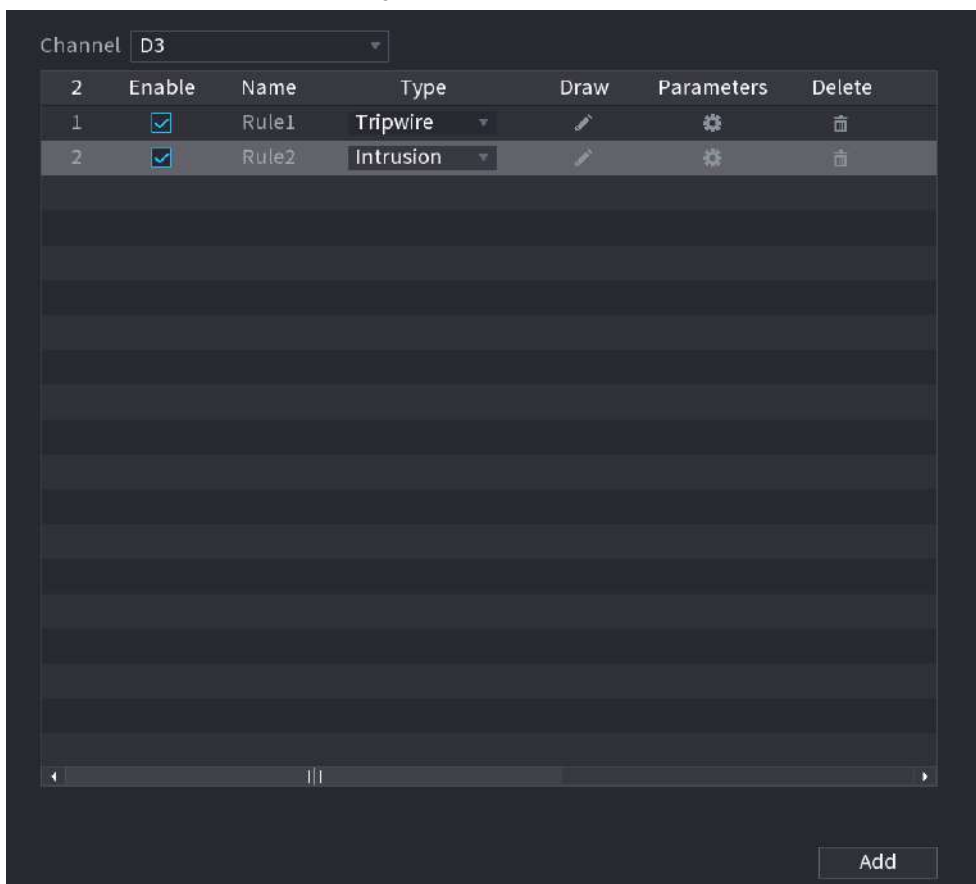 Channel D3
2 Enable Name Type Draw Parameters Delete
1 Rule1 Tripwire
2 Rule2 Intrusion
Add